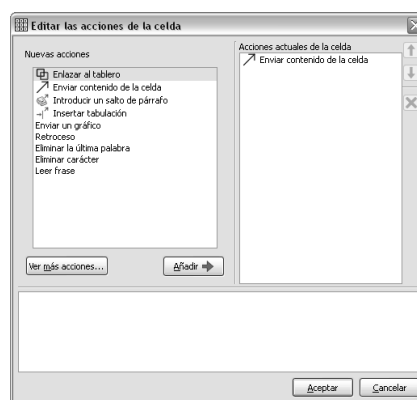 Editar las acciones de la celda
Nuevas acciones
Enlazar al tablero
Enviar contenido de la celda
Introducir un salto de párrafo
Insertar tabulación
Enviar un gráfico
Retroceso
Eliminar la última palabra
Eliminar carácter
Leer frase
Ver más acciones...
Añadir
Acciones actuales de la celda
Enviar contenido de la celda
Aceptar
Cancelar